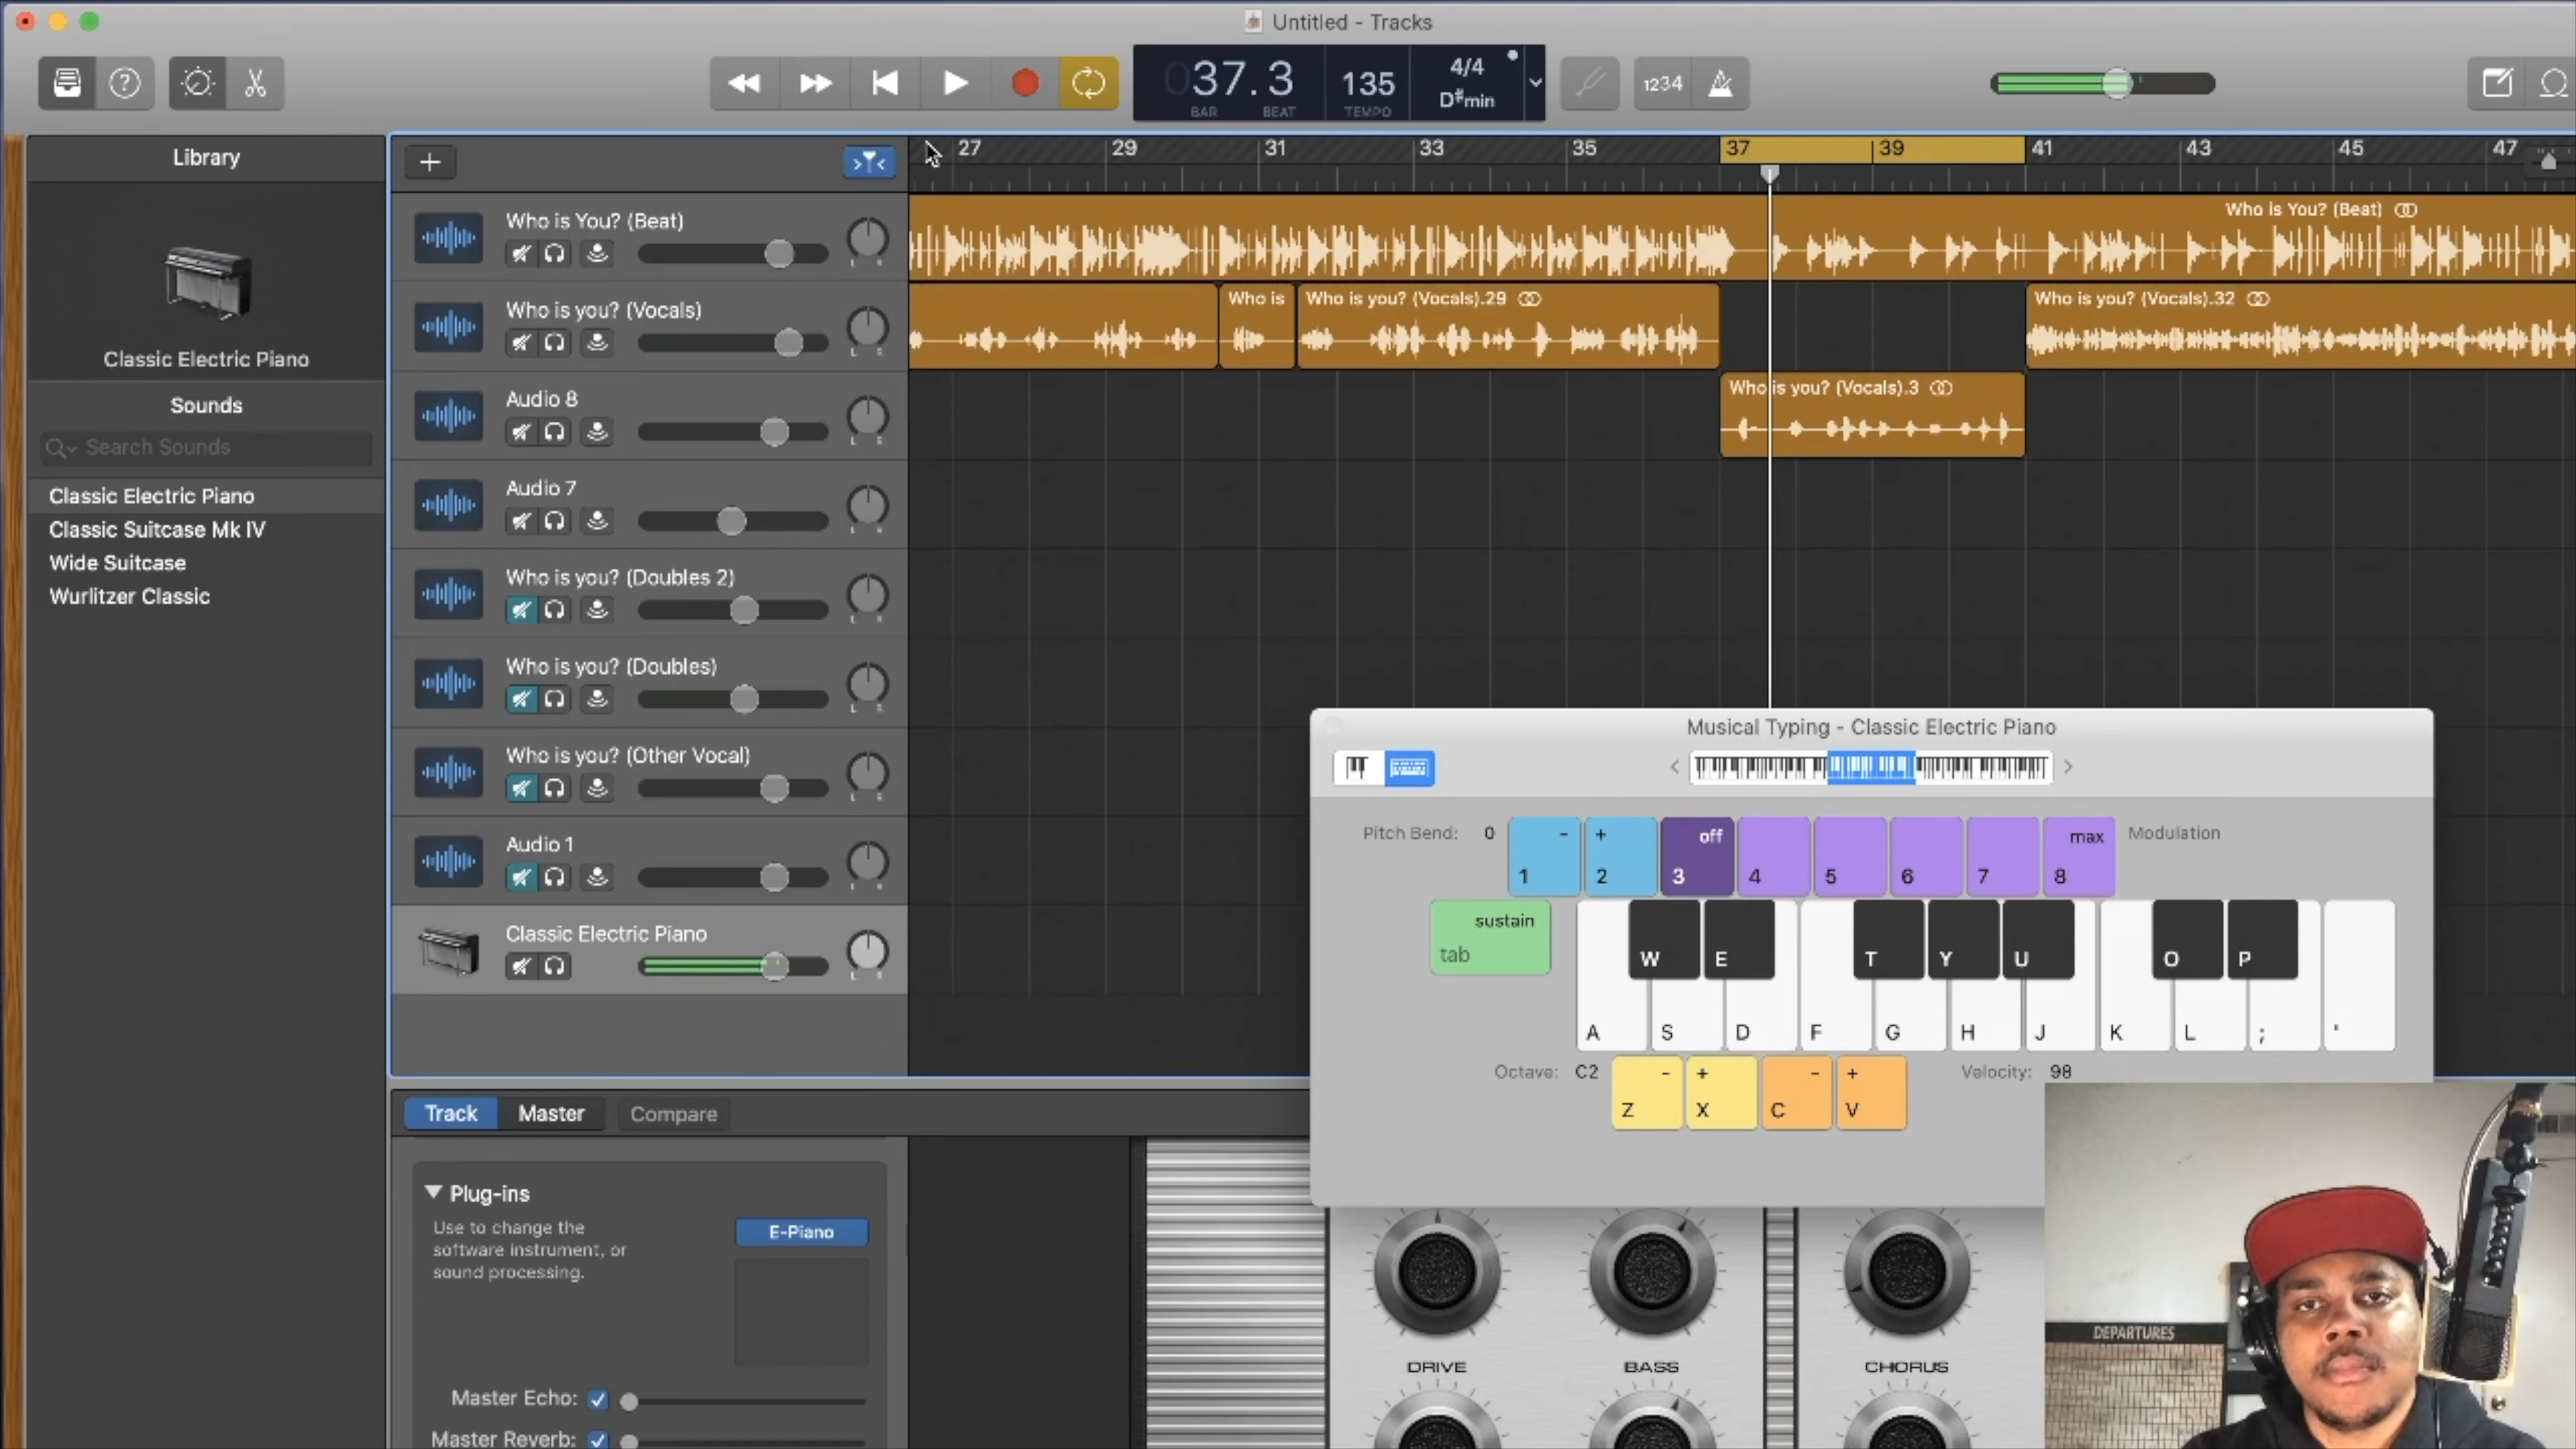 Untitled - Tracks
037.3
BAR
BEAT
135
TEMPO
4/4
D♯min
1234
Library
27
29
31
33
35
37
39
41
43
45
47
Classic Electric Piano
Sounds
Search Sounds
Classic Electric Piano
Classic Suitcase Mk IV
Wide Suitcase
Wurlitzer Classic
Who is You? (Beat)
L R
Who is you? (Vocals)
L R
Audio 8
L R
Audio 7
L R
Who is you? (Doubles 2)
L R
Who is you? (Doubles)
L R
Who is you? (Other Vocal)
L R
Audio 1
L R
Classic Electric Piano
L R
Who is You? (Beat)
Who is
Who is you? (Vocals).29
Who is you? (Vocals).32
Who is you? (Vocals).3
Musical Typing - Classic Electric Piano
Pitch Bend: 0
- + off max
1 2 3 4 5 6 7 8
Modulation
sustain
tab
W E T Y U O P
A S D F G H J K L ; '
Octave: C2
- + - +
Z X C V
Velocity: 98
Track
Master
Compare
Plug-ins
Use to change the
software instrument, or
sound processing.
E-Piano
Master Echo:
Master Reverb:
DRIVE
BASS
CHORUS
DEPARTURES